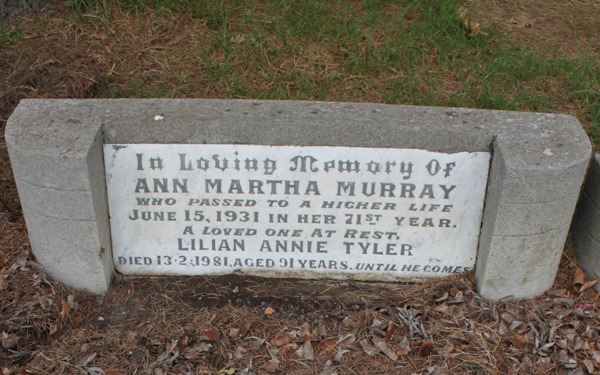 In Loving Memory Of
ANN MARTHA MURRAY
WHO PASSED TO A HIGHER LIFE
JUNE 15, 1931 IN HER 71ST YEAR.
A LOVED ONE AT REST.
LILIAN ANNIE TYLER
DIED 13·2·1981, AGED 91 YEARS. UNTIL HE COMES